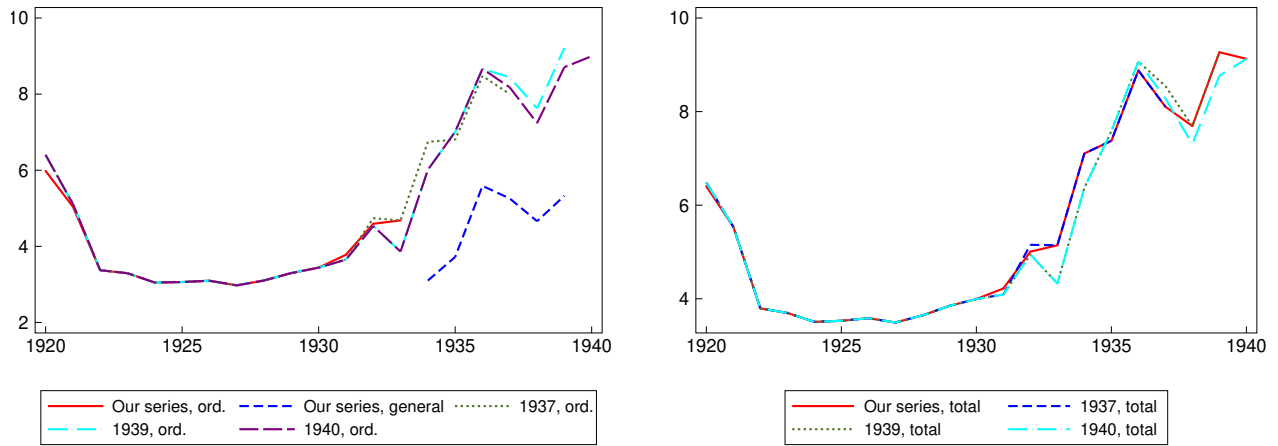 10
8
6
4
2
1920 1925 1930 1935 1940
Our series, ord. Our series, general 1937, ord.
1939, ord. 1940, ord.
10
8
6
4
1920 1925 1930 1935 1940
Our series, total 1937, total
1939, total 1940, total